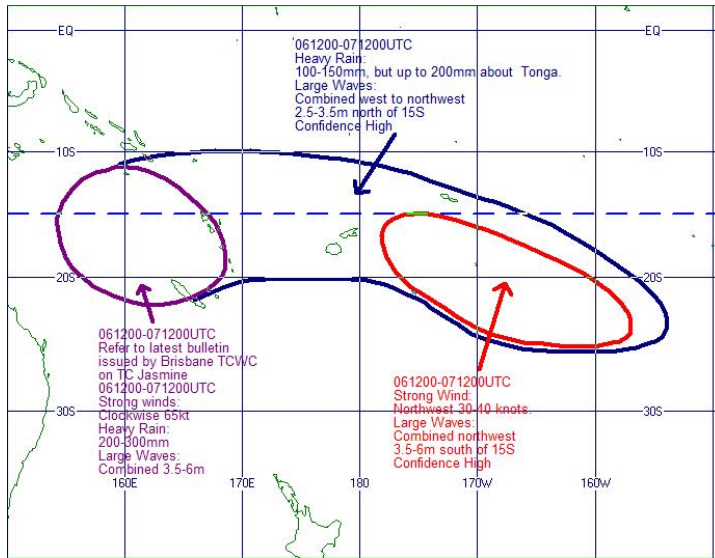 EQ
EQ
061200-071200UTC
Heavy Rain:
100-150mm, but up to 200mm about Tonga.
Large Waves:
Combined west to northwest
2.5-3.5m north of 15S
Confidence High
10S
10S
20S
20S
061200-071200UTC
Refer to latest bulletin
issued by Brisbane TCWC
on TC Jasmine
061200-071200UTC
Strong winds:
Clockwise 65kt
Heavy Rain:
200-300mm
Large Waves:
Combined 3.5-6m
061200-071200UTC
Strong Wind:
Northwest 30-40 knots.
Large Waves:
Combined northwest
3.5-6m south of 15S
Confidence High
30S
30S
160E
170E
180
170W
160W